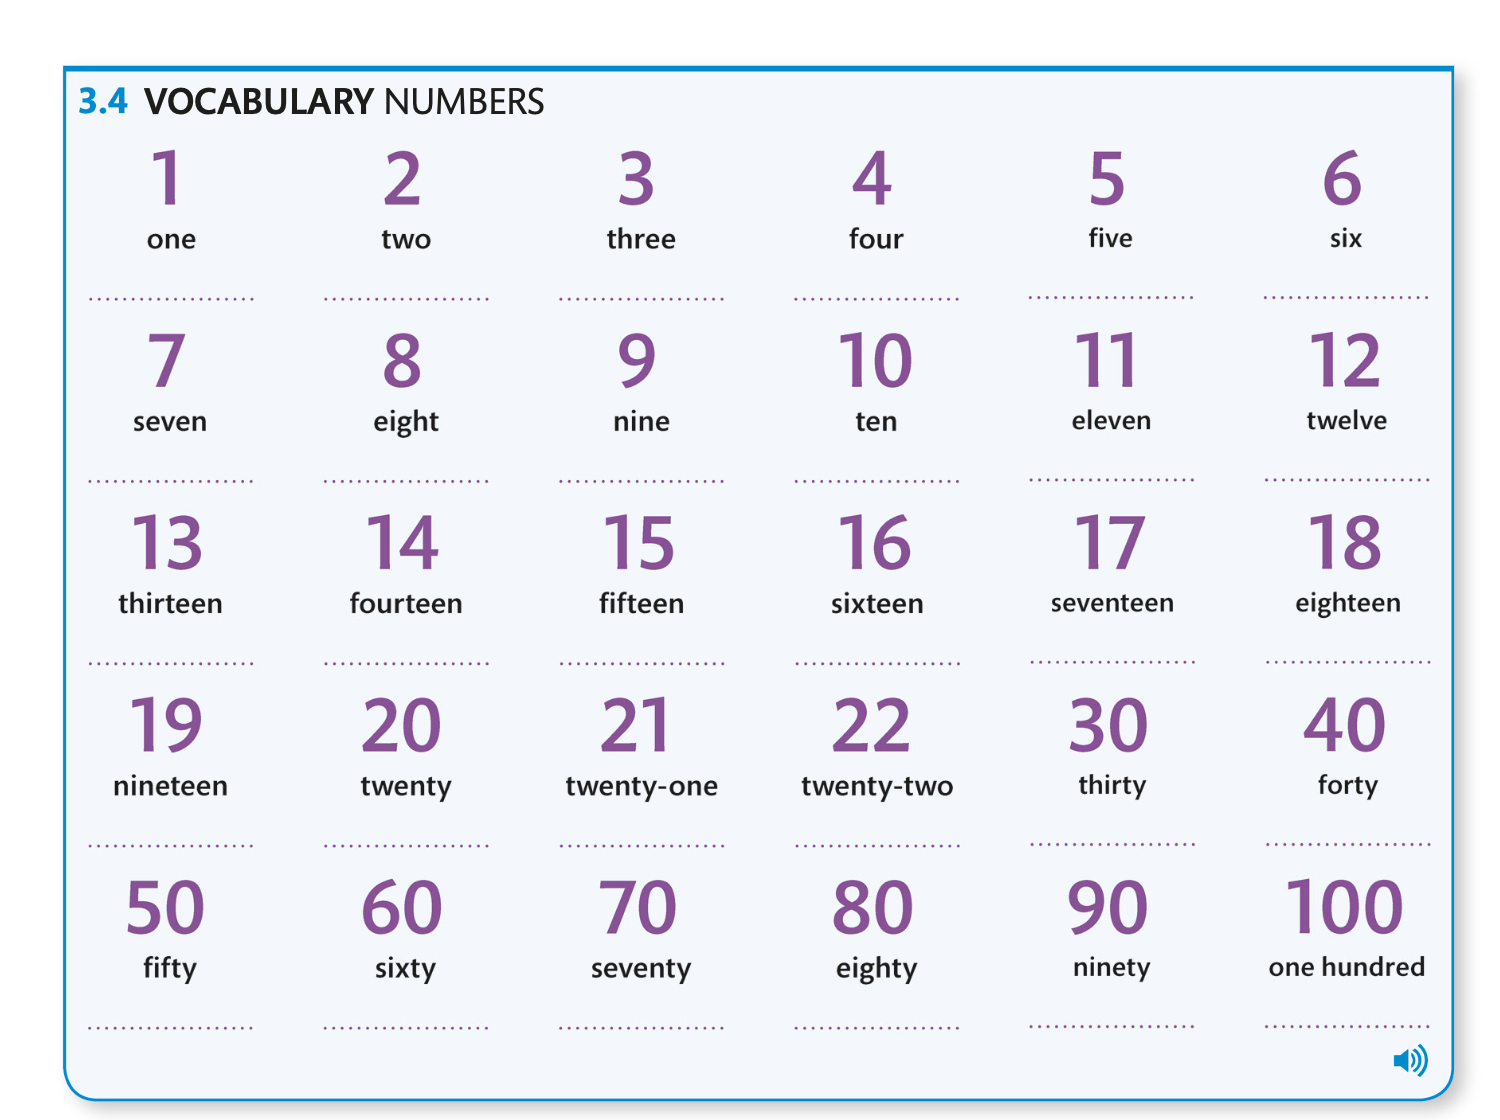 3.4 VOCABULARY NUMBERS
1 2 3 4 5 6
one two three four five six
7 8 9 10 11 12
seven eight nine ten eleven twelve
13 14 15 16 17 18
thirteen fourteen fifteen sixteen seventeen eighteen
19 20 21 22 30 40
nineteen twenty twenty-one twenty-two thirty forty
50 60 70 80 90 100
fifty sixty seventy eighty ninety one hundred